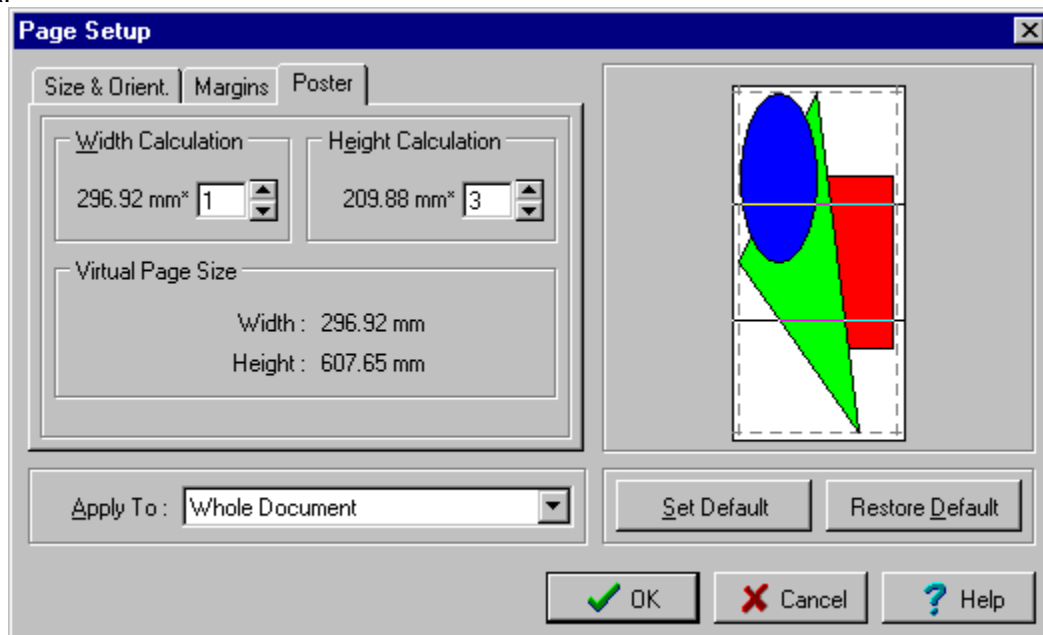 Page Setup
Size & Orient.
Margins
Poster
Width Calculation
Height Calculation
296.92 mm* 1
209.88 mm* 3
Virtual Page Size
Width : 296.92 mm
Height : 607.65 mm
Apply To : Whole Document
Set Default
Restore Default
OK
Cancel
? Help